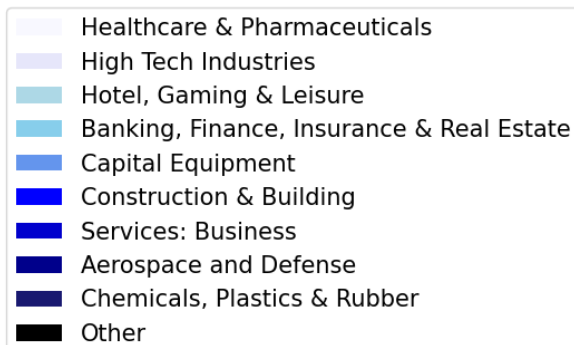 Healthcare & Pharmaceuticals
High Tech Industries
Hotel, Gaming & Leisure
Banking, Finance, Insurance & Real Estate
Capital Equipment
Construction & Building
Services: Business
Aerospace and Defense
Chemicals, Plastics & Rubber
Other